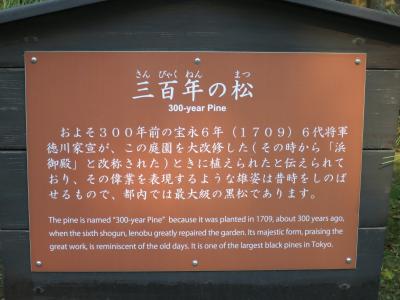 さん びゃく ねん まつ
三百年の松
300-year Pine
およそ３００年前の宝永６年（１７０９）６代将軍
徳川家宣が、この庭園を大改修した(その時から「浜
御殿」と改称された)ときに植えられたと伝えられて
おり、その偉業を表現するような雄姿は昔時をしのば
せるもので、都内では最大級の黒松であります。
The pine is named "300-year Pine" because it was planted in 1709, about 300 years ago,
when the sixth shogun, Ienobu greatly repaired the garden. Its majestic form, praising the
great work, is reminiscent of the old days. It is one of the largest black pines in Tokyo.